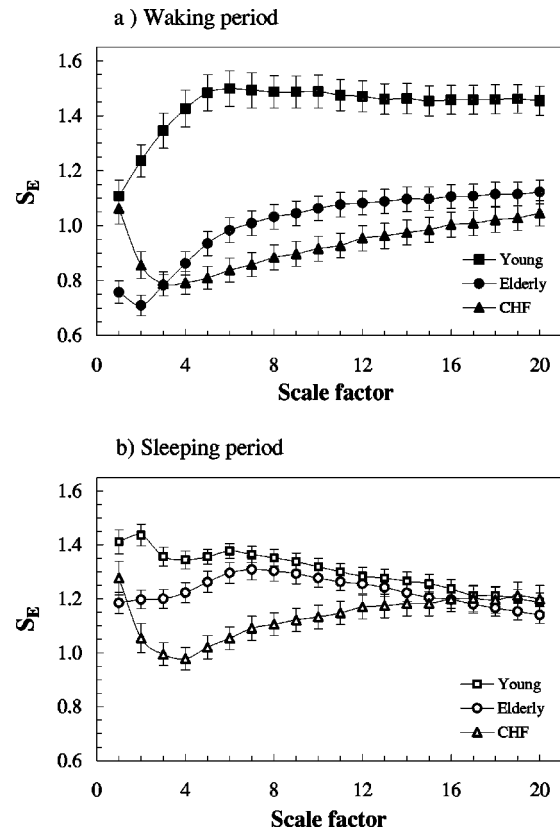 a ) Waking period
1.6
1.4
1.2
1.0
0.8
0.6
S_E
Young
Elderly
CHF
0 4 8 12 16 20
Scale factor
b) Sleeping period
1.6
1.4
1.2
1.0
0.8
0.6
S_E
Young
Elderly
CHF
0 4 8 12 16 20
Scale factor